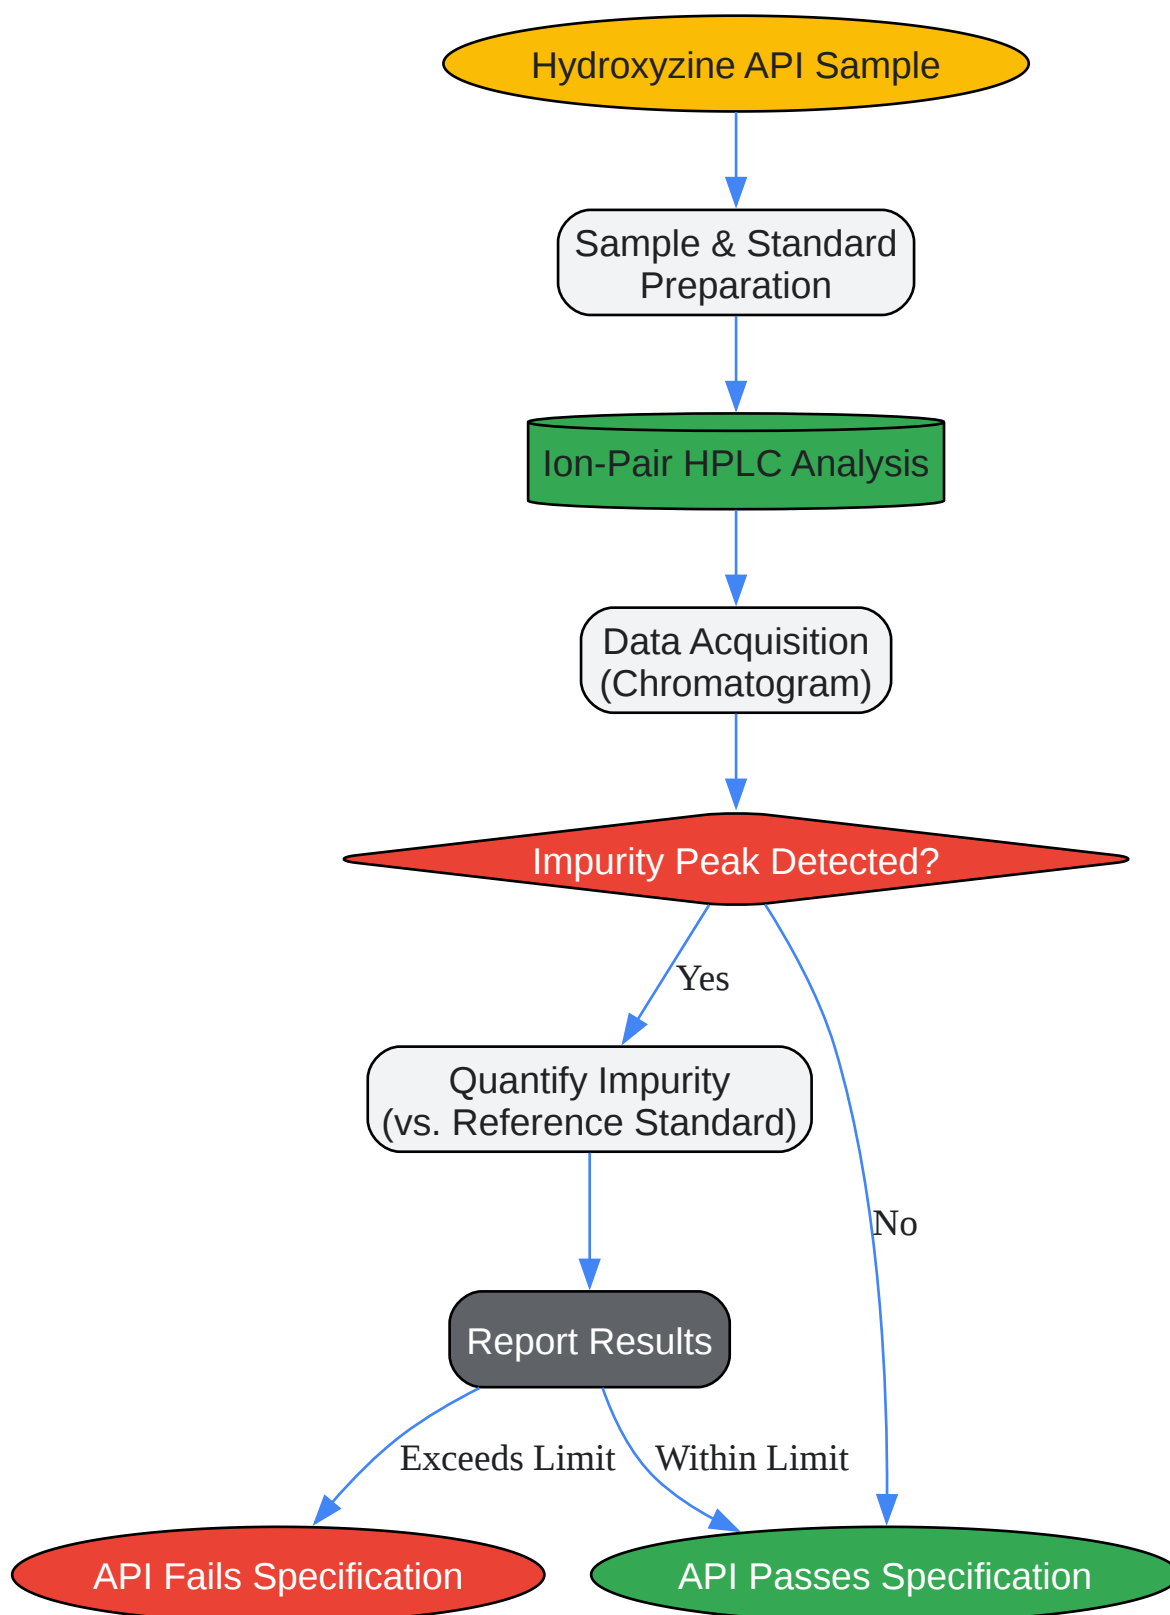 Hydroxyzine API Sample
Sample & Standard
Preparation
Ion-Pair HPLC Analysis
Data Acquisition
(Chromatogram)
Impurity Peak Detected?
Yes
Quantify Impurity
(vs. Reference Standard)
No
Report Results
Exceeds Limit
Within Limit
API Fails Specification
API Passes Specification